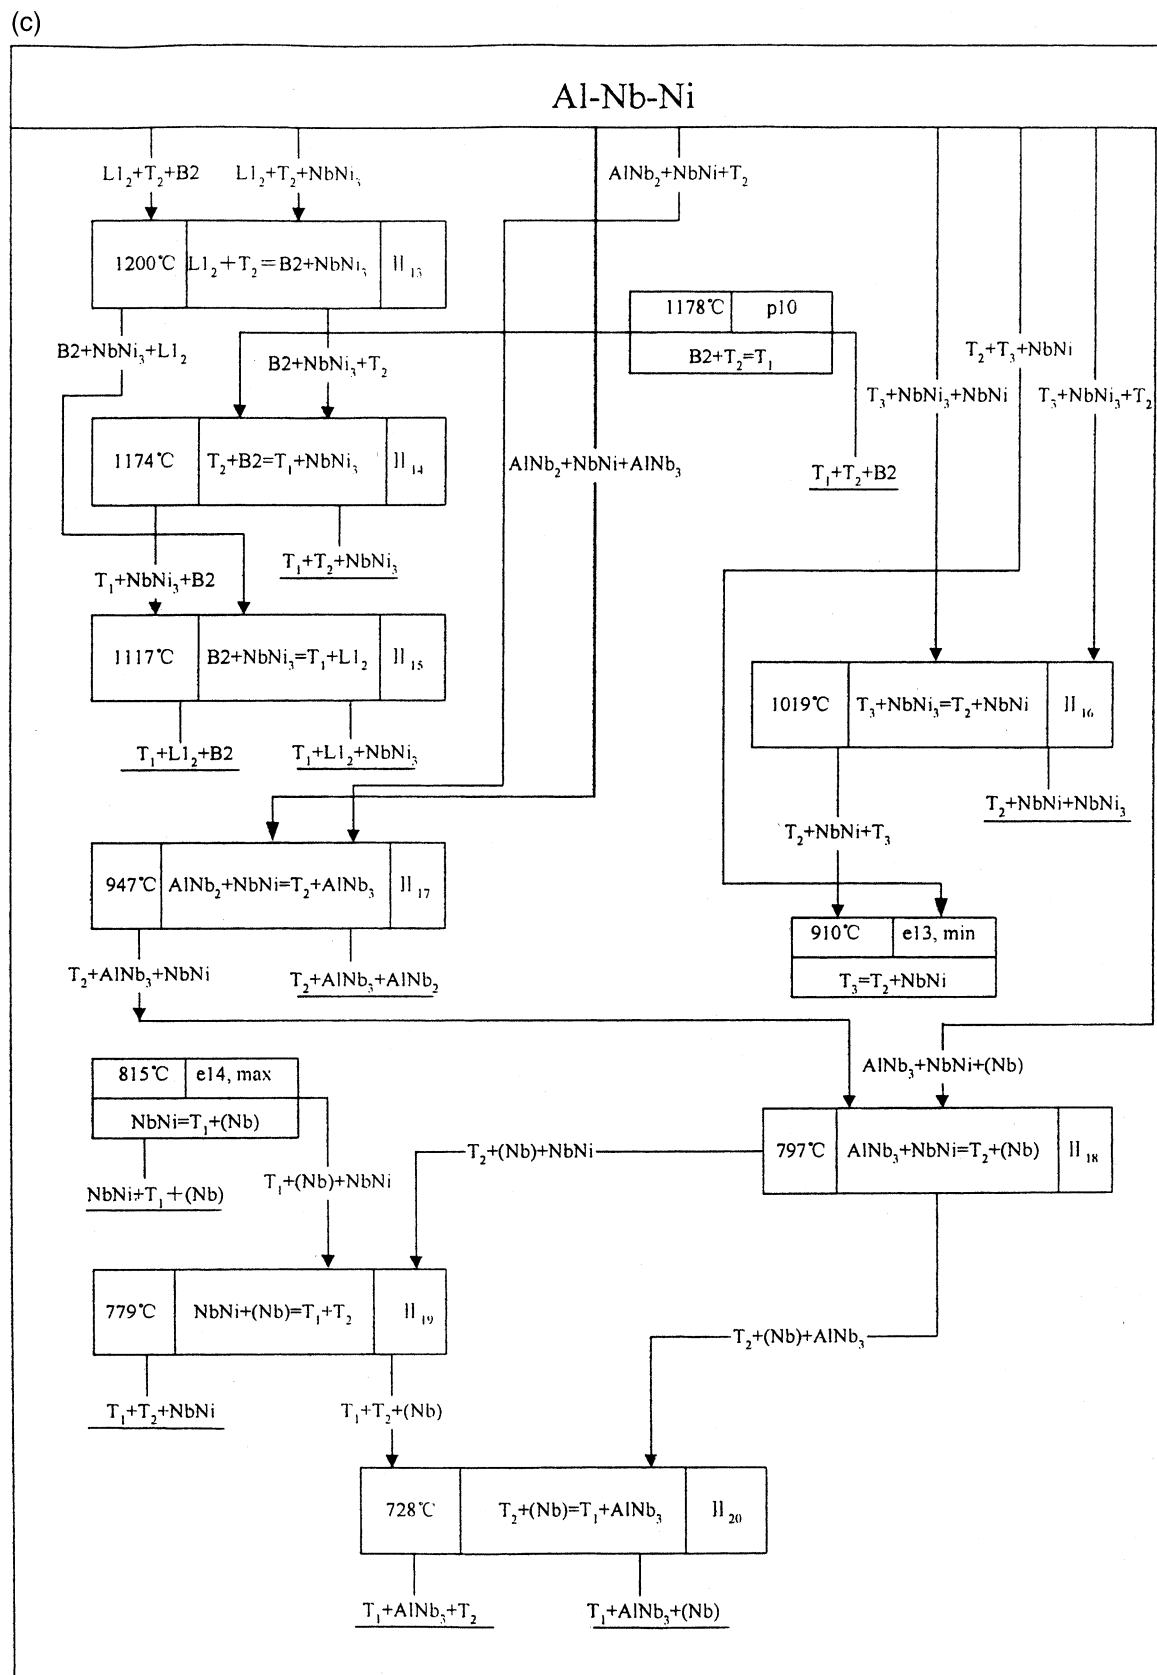 (c)
Al-Nb-Ni
L1₂+T₂+B2
L1₂+T₂+NbNi₃
AlNb₂+NbNi+T₂
1200℃ L1₂+T₂=B2+NbNi₃ II₁₃
1178℃ p10
B2+T₂=T₁
B2+NbNi₃+L1₂
B2+NbNi₃+T₂
T₂+T₃+NbNi
T₃+NbNi₃+NbNi
T₃+NbNi₃+T₂
1174℃ T₂+B2=T₁+NbNi₃ II₁₄
AlNb₂+NbNi+AlNb₃
T₁+T₂+B2
T₁+T₂+NbNi₃
T₁+NbNi₃+B2
1117℃ B2+NbNi₃=T₁+L1₂ II₁₅
1019℃ T₃+NbNi₃=T₂+NbNi II₁₆
T₁+L1₂+B2
T₁+L1₂+NbNi₃
T₂+NbNi+NbNi₃
T₂+NbNi+T₃
947℃ AlNb₂+NbNi=T₂+AlNb₃ II₁₇
910℃ e13, min
T₃=T₂+NbNi
T₂+AlNb₃+NbNi
T₂+AlNb₃+AlNb₂
815℃ e14, max
NbNi=T₁+(Nb)
AlNb₃+NbNi+(Nb)
797℃ AlNb₃+NbNi=T₂+(Nb) II₁₈
T₂+(Nb)+NbNi
NbNi+T₁+(Nb)
T₁+(Nb)+NbNi
779℃ NbNi+(Nb)=T₁+T₂ II₁₉
T₂+(Nb)+AlNb₃
T₁+T₂+NbNi
T₁+T₂+(Nb)
728℃ T₂+(Nb)=T₁+AlNb₃ II₂₀
T₁+AlNb₃+T₂
T₁+AlNb₃+(Nb)